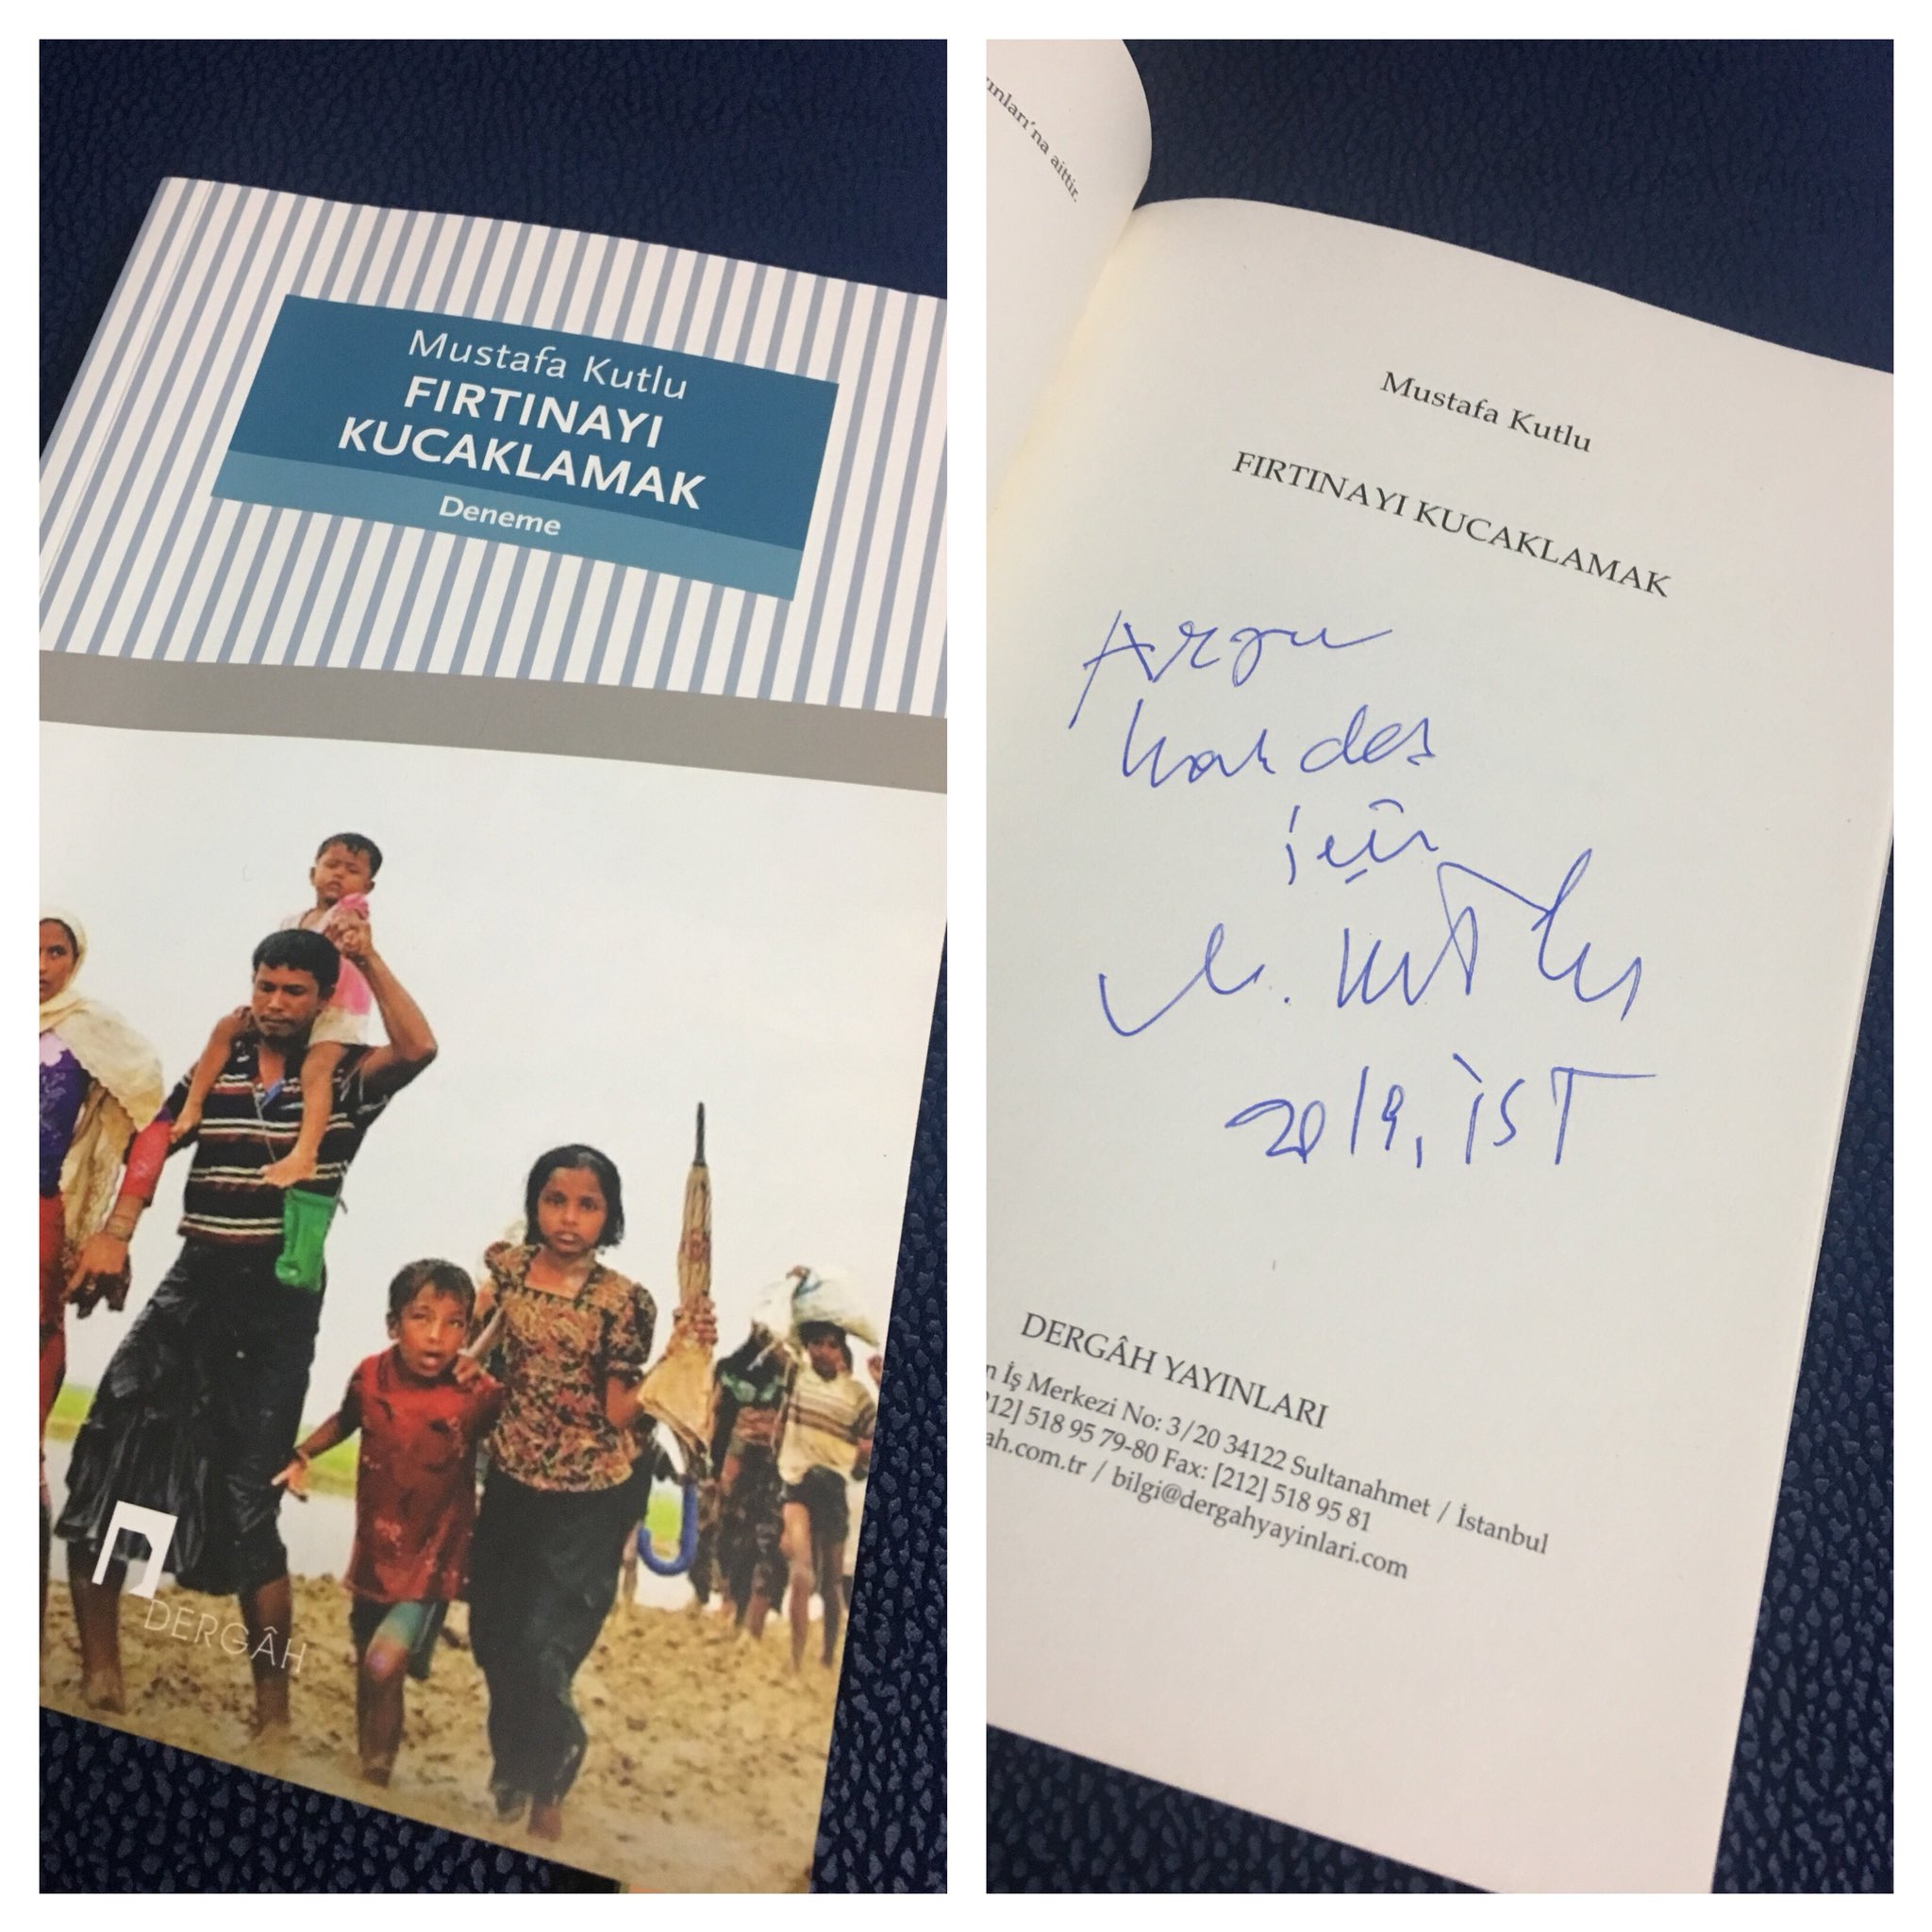 Mustafa Kutlu
FIRTINAYI
KUCAKLAMAK
Deneme
DERGÂH
ınları'na aittir.
Mustafa Kutlu
FIRTINAYI KUCAKLAMAK
Arzu
kardeş
için
M. Kutlu
2019, İST
DERGÂH YAYINLARI
n İş Merkezi No: 3/20 34122 Sultanahmet / İstanbul
212] 518 95 79-80 Fax: [212] 518 95 81
ah.com.tr / bilgi@dergahyayinlari.com